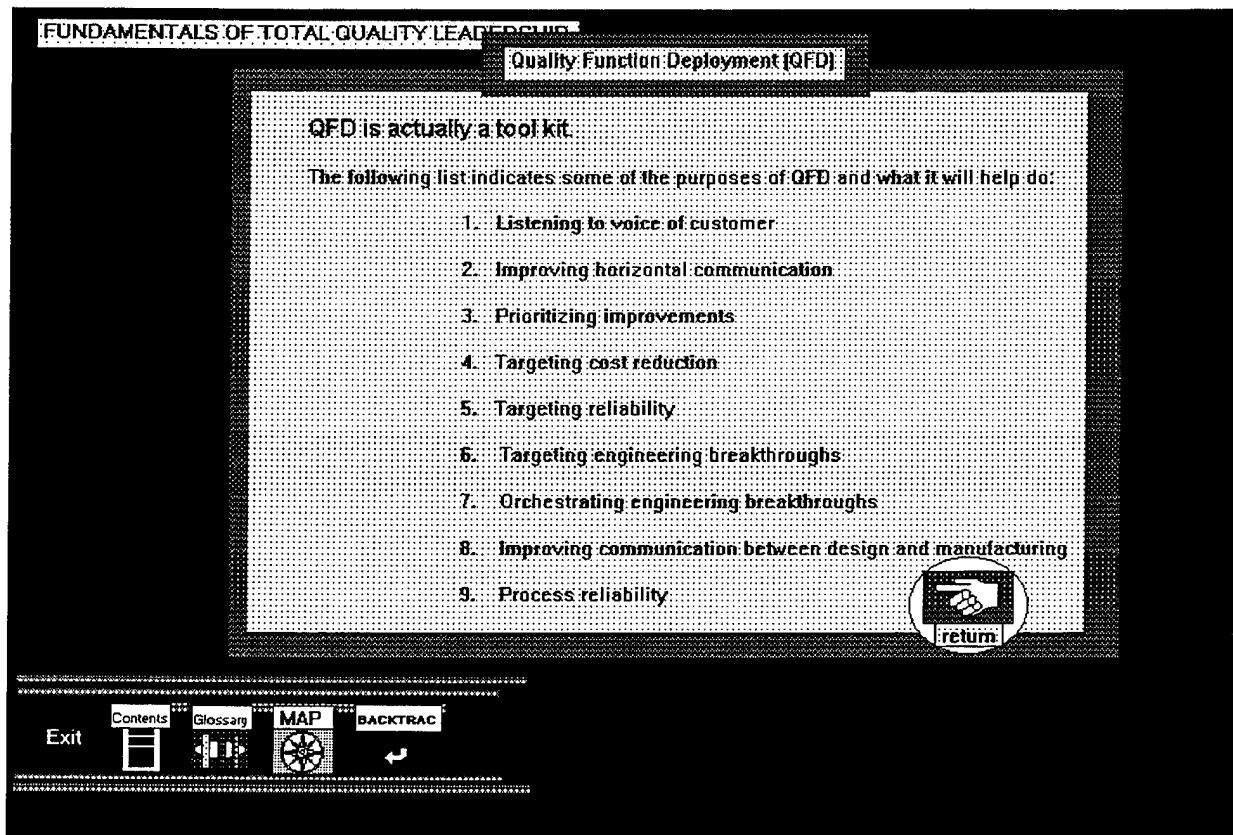 FUNDAMENTALS OF TOTAL QUALITY LEADERSHIP
Quality Function Deployment (QFD)
QFD is actually a tool kit.
The following list indicates some of the purposes of QFD and what it will help do:
1. Listening to voice of customer
2. Improving horizontal communication
3. Prioritizing improvements
4. Targeting cost reduction
5. Targeting reliability
6. Targeting engineering breakthroughs
7. Orchestrating engineering breakthroughs
8. Improving communication between design and manufacturing
9. Process reliability
return
Exit
Contents
Glossary
MAP
BACKTRAC